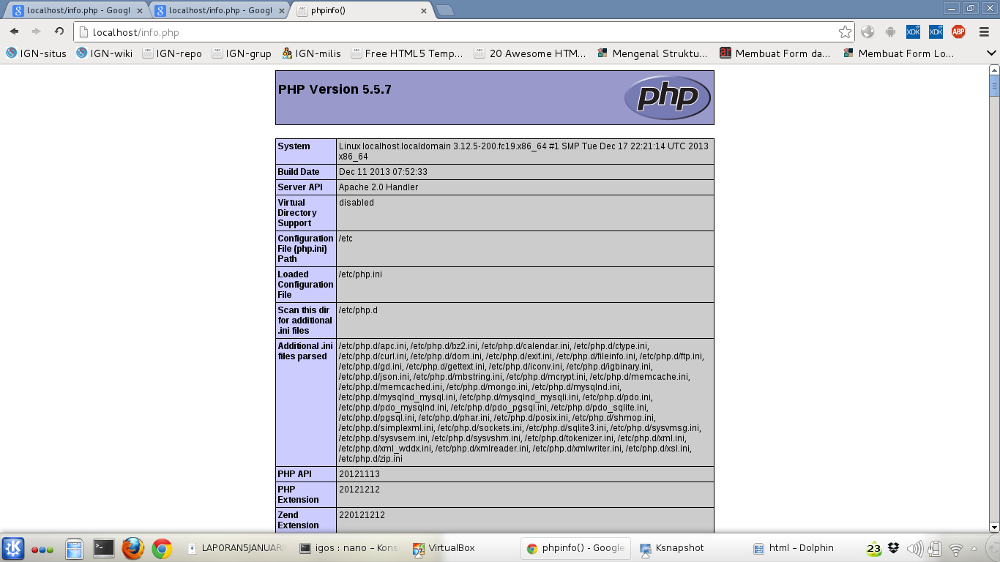 localhost/info.php - Googl
localhost/info.php - Googl
phpinfo()
localhost/info.php
XDK
XDK
ABP
IGN-situs
IGN-wiki
IGN-repo
IGN-grup
IGN-milis
Free HTML5 Temp...
20 Awesome HTM...
Mengenal Struktu...
ar
Membuat Form da...
Membuat Form Lo...
PHP Version 5.5.7
php
System
Linux localhost.localdomain 3.12.5-200.fc19.x86_64 #1 SMP Tue Dec 17 22:21:14 UTC 2013
x86_64
Build Date
Dec 11 2013 07:52:33
Server API
Apache 2.0 Handler
Virtual
Directory
Support
disabled
Configuration
File (php.ini)
Path
/etc
Loaded
Configuration
File
/etc/php.ini
Scan this dir
for additional
.ini files
/etc/php.d
Additional .ini
files parsed
/etc/php.d/apc.ini, /etc/php.d/bz2.ini, /etc/php.d/calendar.ini, /etc/php.d/ctype.ini,
/etc/php.d/curl.ini, /etc/php.d/dom.ini, /etc/php.d/exif.ini, /etc/php.d/fileinfo.ini, /etc/php.d/ftp.ini,
/etc/php.d/gd.ini, /etc/php.d/gettext.ini, /etc/php.d/iconv.ini, /etc/php.d/igbinary.ini,
/etc/php.d/json.ini, /etc/php.d/mbstring.ini, /etc/php.d/mcrypt.ini, /etc/php.d/memcache.ini,
/etc/php.d/memcached.ini, /etc/php.d/mongo.ini, /etc/php.d/mysqlnd.ini,
/etc/php.d/mysqlnd_mysql.ini, /etc/php.d/mysqlnd_mysqli.ini, /etc/php.d/pdo.ini,
/etc/php.d/pdo_mysqlnd.ini, /etc/php.d/pdo_pgsql.ini, /etc/php.d/pdo_sqlite.ini,
/etc/php.d/pgsql.ini, /etc/php.d/phar.ini, /etc/php.d/posix.ini, /etc/php.d/shmop.ini,
/etc/php.d/simplexml.ini, /etc/php.d/sockets.ini, /etc/php.d/sqlite3.ini, /etc/php.d/sysvmsg.ini,
/etc/php.d/sysvsem.ini, /etc/php.d/sysvshm.ini, /etc/php.d/tokenizer.ini, /etc/php.d/xml.ini,
/etc/php.d/xml_wddx.ini, /etc/php.d/xmlreader.ini, /etc/php.d/xmlwriter.ini, /etc/php.d/xsl.ini,
/etc/php.d/zip.ini
PHP API
20121113
PHP
Extension
20121212
Zend
Extension
220121212
LAPORAN5JANUARI
igos : nano – Kons
VirtualBox
phpinfo() - Google
Ksnapshot
html – Dolphin
23